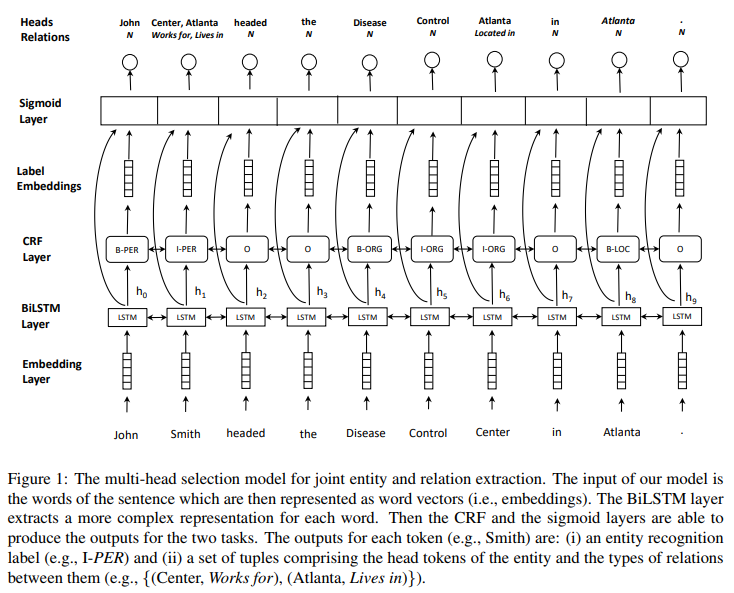 Heads John Center, Atlanta headed the Disease Control Atlanta in Atlanta .
Relations N Works for, Lives in N N N N Located in N N N
Sigmoid
Layer
Label
Embeddings
CRF
Layer
B-PER I-PER O O B-ORG I-ORG I-ORG O B-LOC O
h0 h1 h2 h3 h4 h5 h6 h7 h8 h9
BiLSTM
Layer
LSTM LSTM LSTM LSTM LSTM LSTM LSTM LSTM LSTM LSTM
Embedding
Layer
John Smith headed the Disease Control Center in Atlanta .
Figure 1: The multi-head selection model for joint entity and relation extraction. The input of our model is
the words of the sentence which are then represented as word vectors (i.e., embeddings). The BiLSTM layer
extracts a more complex representation for each word. Then the CRF and the sigmoid layers are able to
produce the outputs for the two tasks. The outputs for each token (e.g., Smith) are: (i) an entity recognition
label (e.g., I-PER) and (ii) a set of tuples comprising the head tokens of the entity and the types of relations
between them (e.g., {(Center, Works for), (Atlanta, Lives in)}).